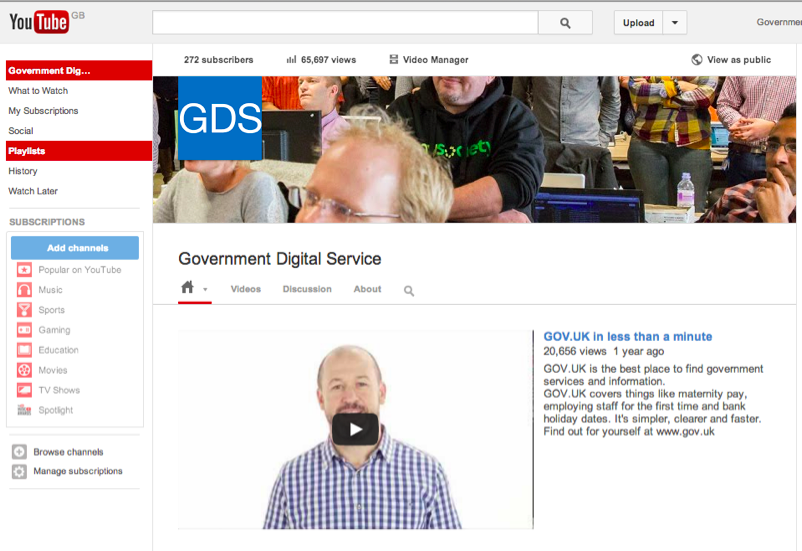 YouTube GB
Upload
Governmen
272 subscribers 65,697 views Video Manager View as public
Government Dig...
What to Watch
My Subscriptions
Social
Playlists
History
Watch Later
SUBSCRIPTIONS
Add channels
Popular on YouTube
Music
Sports
Gaming
Education
Movies
TV Shows
Spotlight
Browse channels
Manage subscriptions
GDS
Government Digital Service
Videos Discussion About
GOV.UK in less than a minute
20,656 views 1 year ago
GOV.UK is the best place to find government
services and information.
GOV.UK covers things like maternity pay,
employing staff for the first time and bank
holiday dates. It's simpler, clearer and faster.
Find out for yourself at www.gov.uk